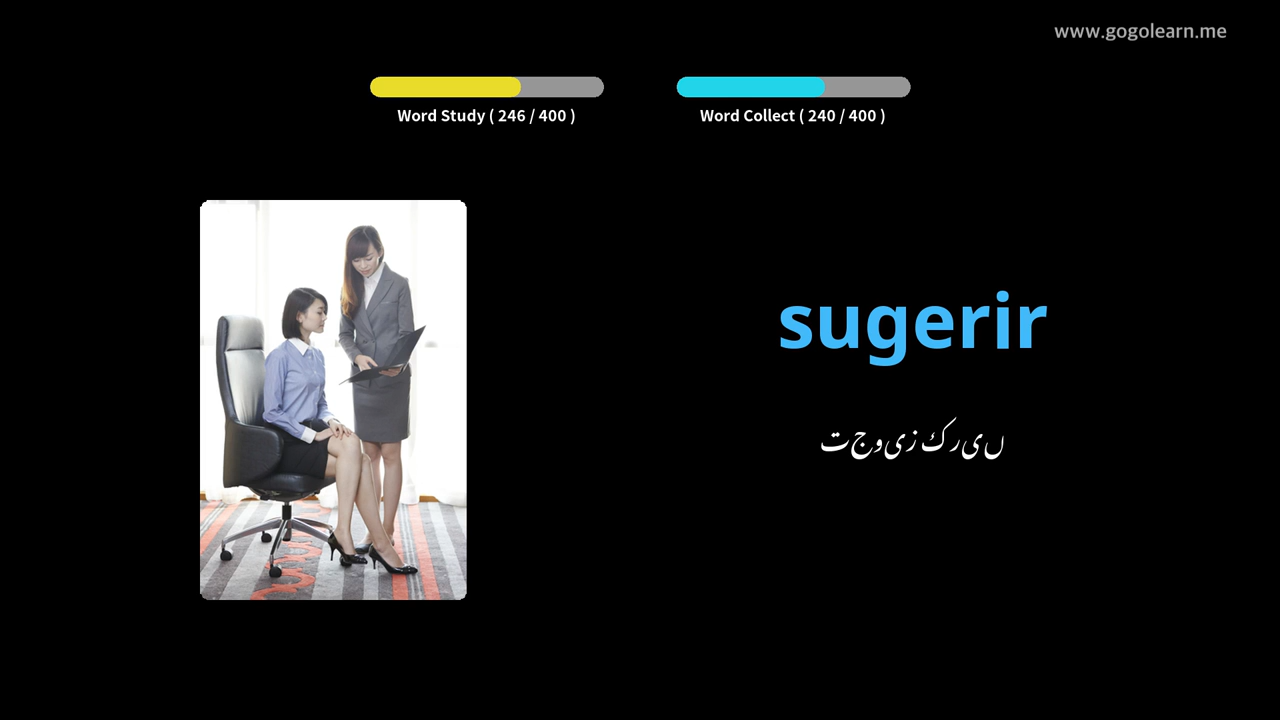 www.gogolearn.me
Word Study ( 246 / 400 )
Word Collect ( 240 / 400 )
sugerir
تجویز کریں